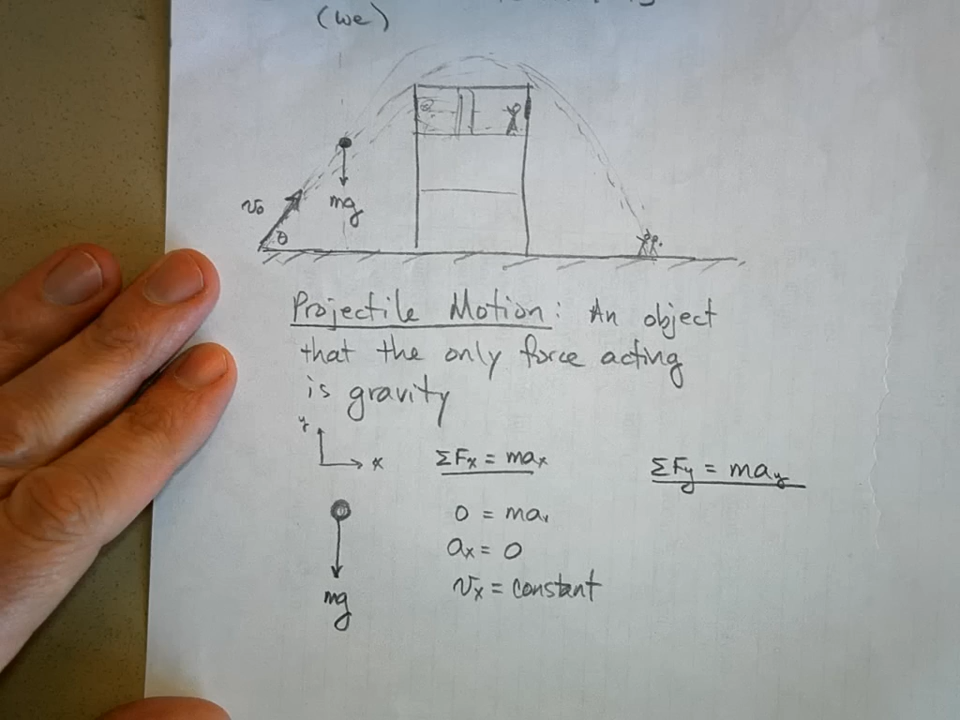 (we)
v₀
θ
mg
Projectile Motion: An object
that the only force acting
is gravity
y
x
ΣFx = max
ΣFy = may
0 = max
ax = 0
vx = constant
mg